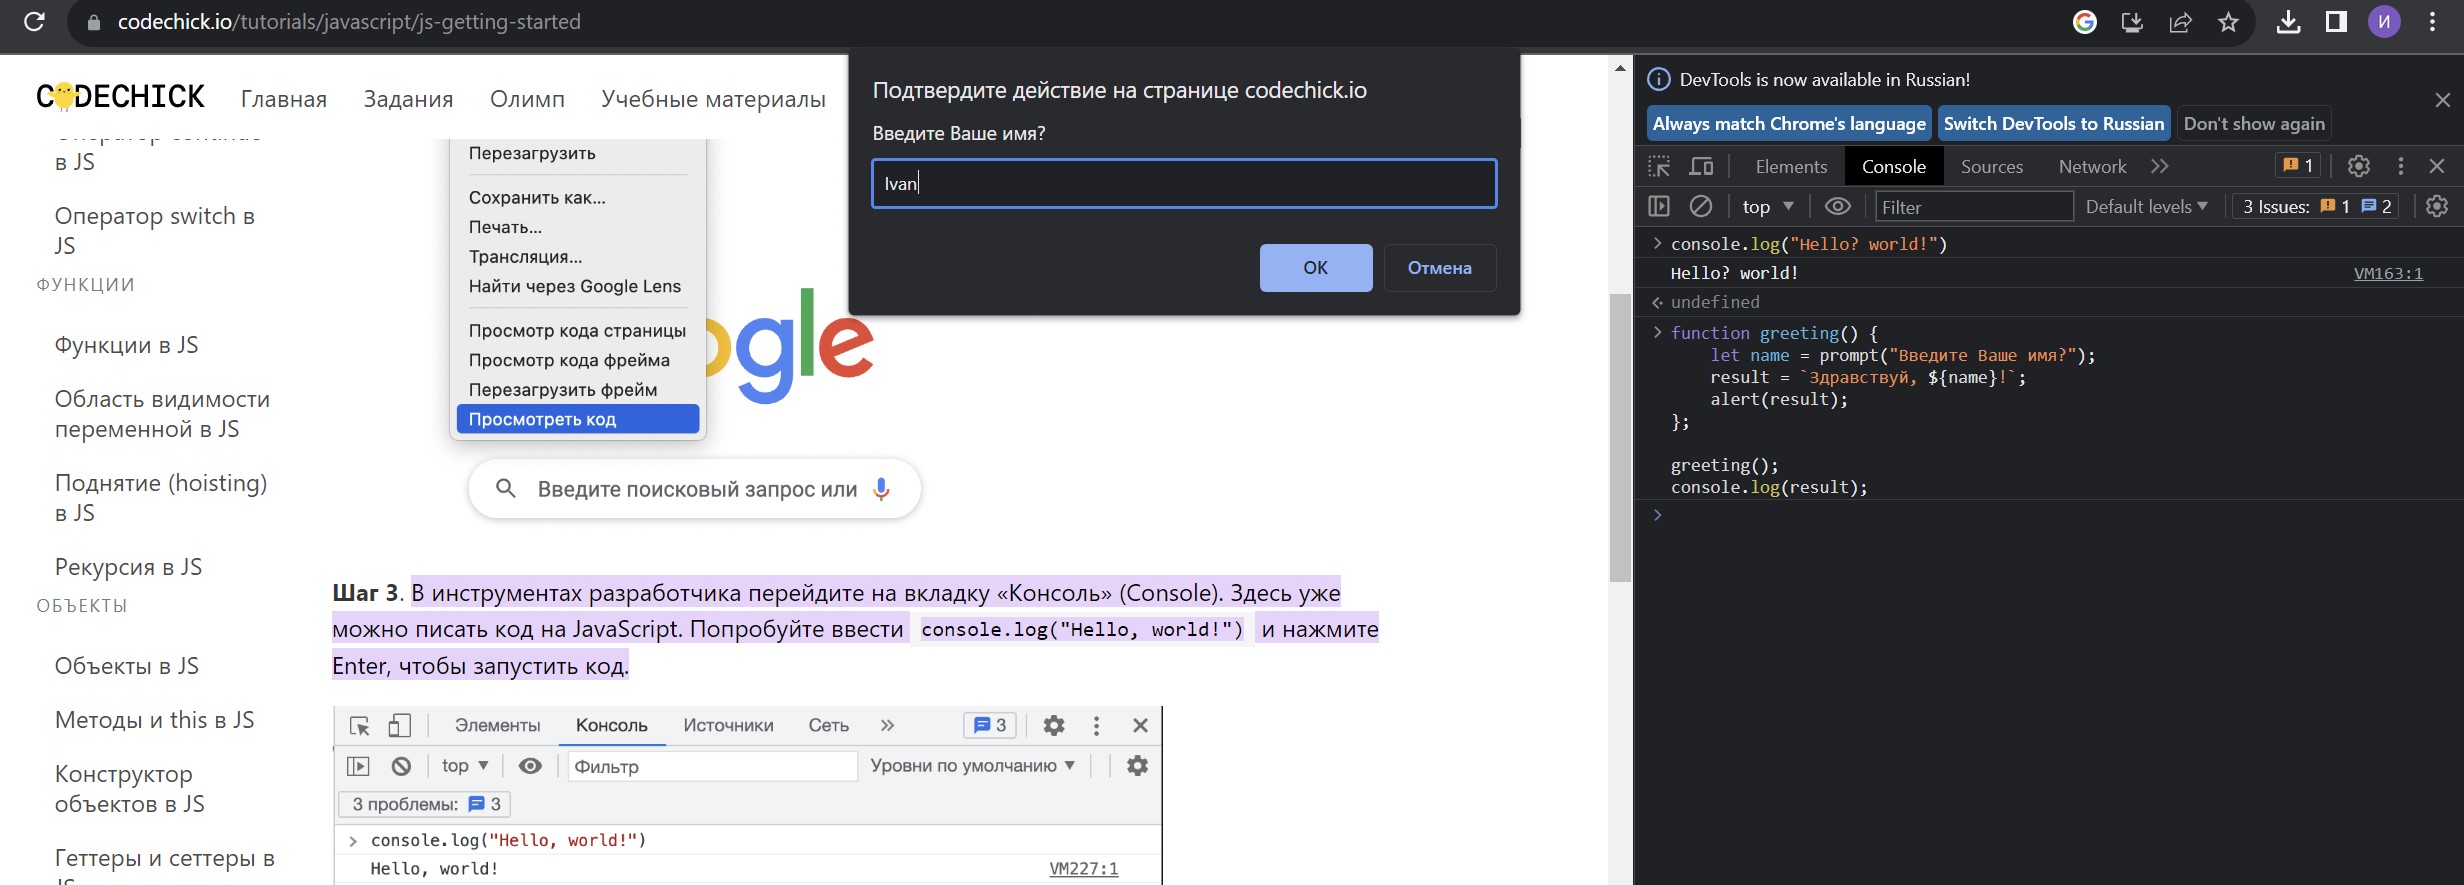 codechick.io/tutorials/javascript/js-getting-started
И
CODECHICK
Главная
Задания
Олимп
Учебные материалы
Оператор continue
в JS
Оператор switch в
JS
ФУНКЦИИ
Функции в JS
Область видимости
переменной в JS
Поднятие (hoisting)
в JS
Рекурсия в JS
ОБЪЕКТЫ
Объекты в JS
Методы и this в JS
Конструктор
объектов в JS
Геттеры и сеттеры в
JS
Перезагрузить
Сохранить как...
Печать...
Трансляция...
Найти через Google Lens
Просмотр кода страницы
Просмотр кода фрейма
Перезагрузить фрейм
Просмотреть код
ogle
Введите поисковый запрос или
Шаг 3. В инструментах разработчика перейдите на вкладку «Консоль» (Console). Здесь уже
можно писать код на JavaScript. Попробуйте ввести console.log("Hello, world!") и нажмите
Enter, чтобы запустить код.
Элементы
Консоль
Источники
Сеть
3
top
Фильтр
Уровни по умолчанию
3 проблемы: 3
console.log("Hello, world!")
Hello, world!
VM227:1
Подтвердите действие на странице codechick.io
Введите Ваше имя?
Ivan
ОК
Отмена
DevTools is now available in Russian!
Always match Chrome's language
Switch DevTools to Russian
Don't show again
Elements
Console
Sources
Network
1
top
Filter
Default levels
3 Issues: 1 2
console.log("Hello? world!")
Hello? world!
VM163:1
undefined
function greeting() {
let name = prompt("Введите Ваше имя?");
result = `Здравствуй, ${name}!`;
alert(result);
};
greeting();
console.log(result);